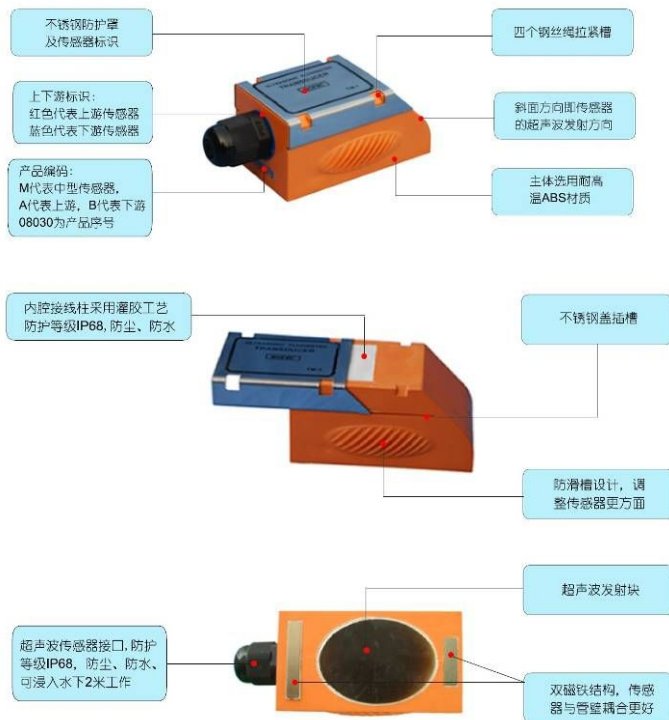 不锈钢防护罩
及传感器标识
四个钢丝绳拉紧槽
上下游标识：
红色代表上游传感器
蓝色代表下游传感器
斜面方向即传感器
的超声波发射方向
产品编码：
M代表中型传感器，
A代表上游，B代表下游
08030为产品序号
主体选用耐高
温ABS材质
TRANSDUCER
内腔接线柱采用灌胶工艺
防护等级IP68，防尘、防水
不锈钢盖插槽
TRANSDUCER
防滑槽设计，调
整传感器更方面
超声波发射块
超声波传感器接口，防护
等级IP68，防尘、防水、
可浸入水下2米工作
双磁铁结构，传感
器与管壁耦合更好